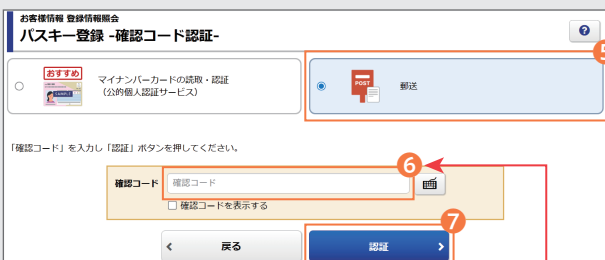 お客様情報 登録情報照会
パスキー登録 -確認コード認証-
?
5
おすすめ
マイナンバーカードの読取・認証
(公的個人認証サービス)
POST
郵送
「確認コード」を入力し「認証」ボタンを押してください。
6
確認コード
確認コード
確認コードを表示する
7
戻る
認証